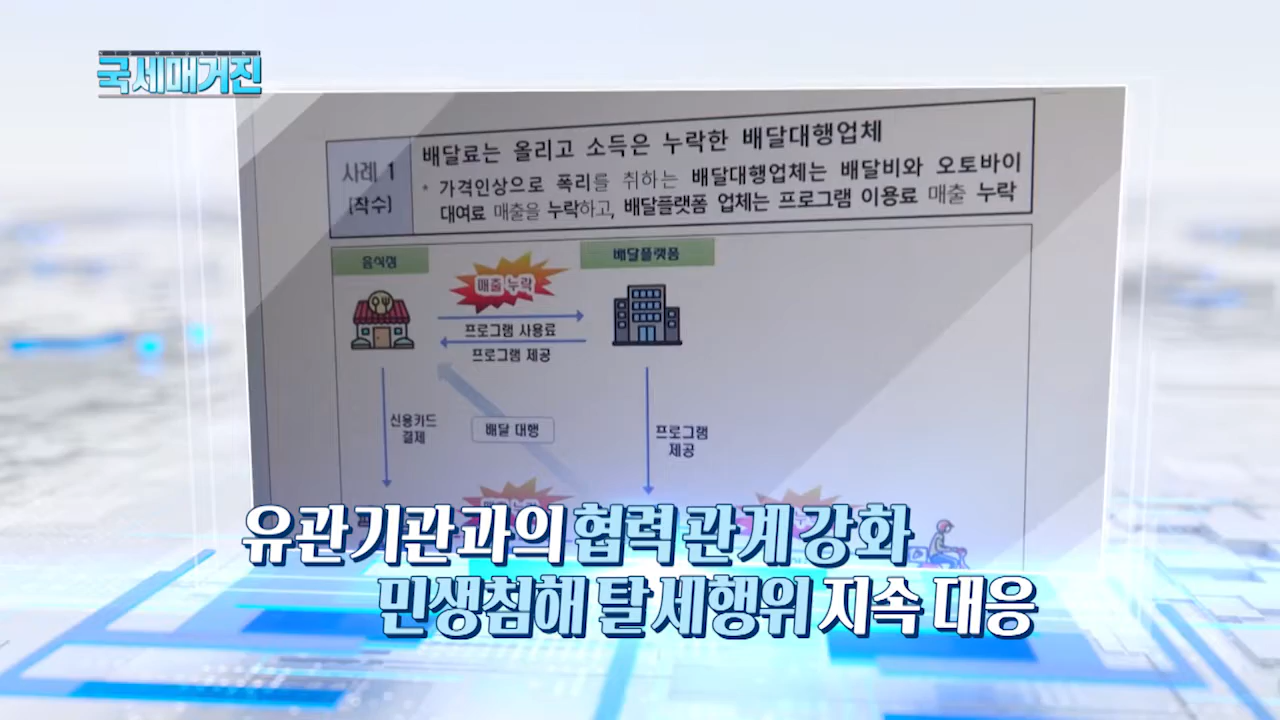 NTS MAGAZINE
국세매거진
사례 1
(착수)
배달료는 올리고 소득은 누락한 배달대행업체
* 가격인상으로 폭리를 취하는 배달대행업체는 배달비와 오토바이
대여료 매출을 누락하고, 배달플랫폼 업체는 프로그램 이용료 매출 누락
음식점
배달플랫폼
매출 누락
프로그램 사용료
프로그램 제공
신용카드
결제
배달 대행
프로그램
제공
유관기관과의 협력 관계 강화
민생침해 탈세행위 지속 대응